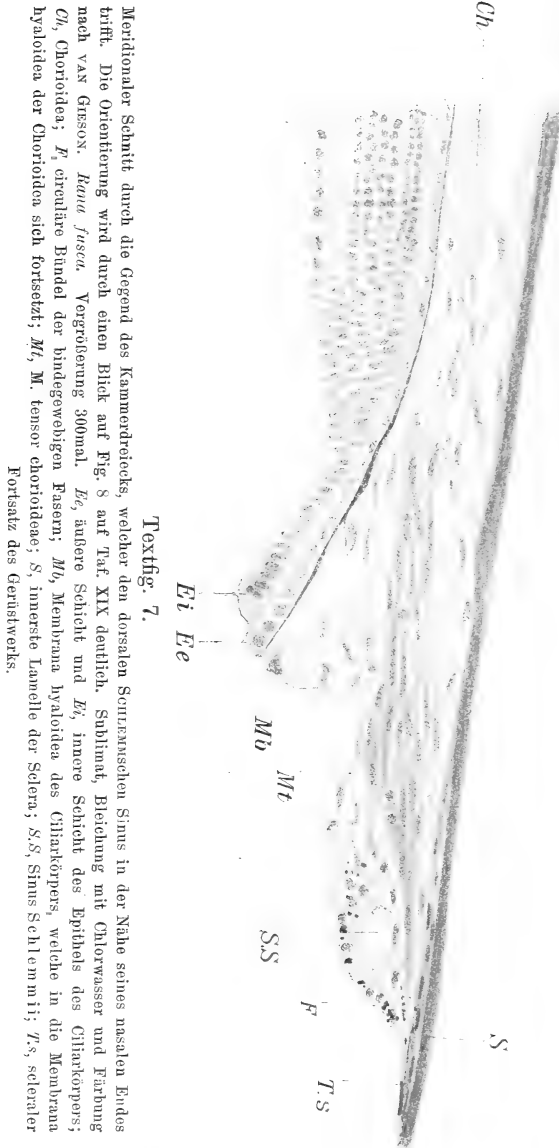 Ch
Ei Ee
Mb
Mt
S.S
F
T.S
S
Textfig. 7.
Meridionaler Schnitt durch die Gegend des Kammerdreiecks, welcher den dorsalen SCHLEMMschen Sinus in der Nähe seines nasalen Endes
trifft. Die Orientierung wird durch einen Blick auf Fig. 8 auf Taf. XIX deutlich. Sublimat, Bleichung mit Chlorwasser und Färbung
nach VAN GIESON. Rana fusca. Vergrößerung 300mal. Ee, äußere Schicht und Ei, innere Schicht des Epithels des Ciliarkörpers;
Ch, Chorioidea; F, circuläre Bündel der bindegewebigen Fasern; Mb, Membrana hyaloidea des Ciliarkörpers, welche in die Membrana
hyaloidea der Chorioidea sich fortsetzt; Mt, M. tensor chorioideae; S, innerste Lamelle der Sclera; S.S, Sinus Schlemmii; T.s, scleraler
Fortsatz des Gerüstwerks.